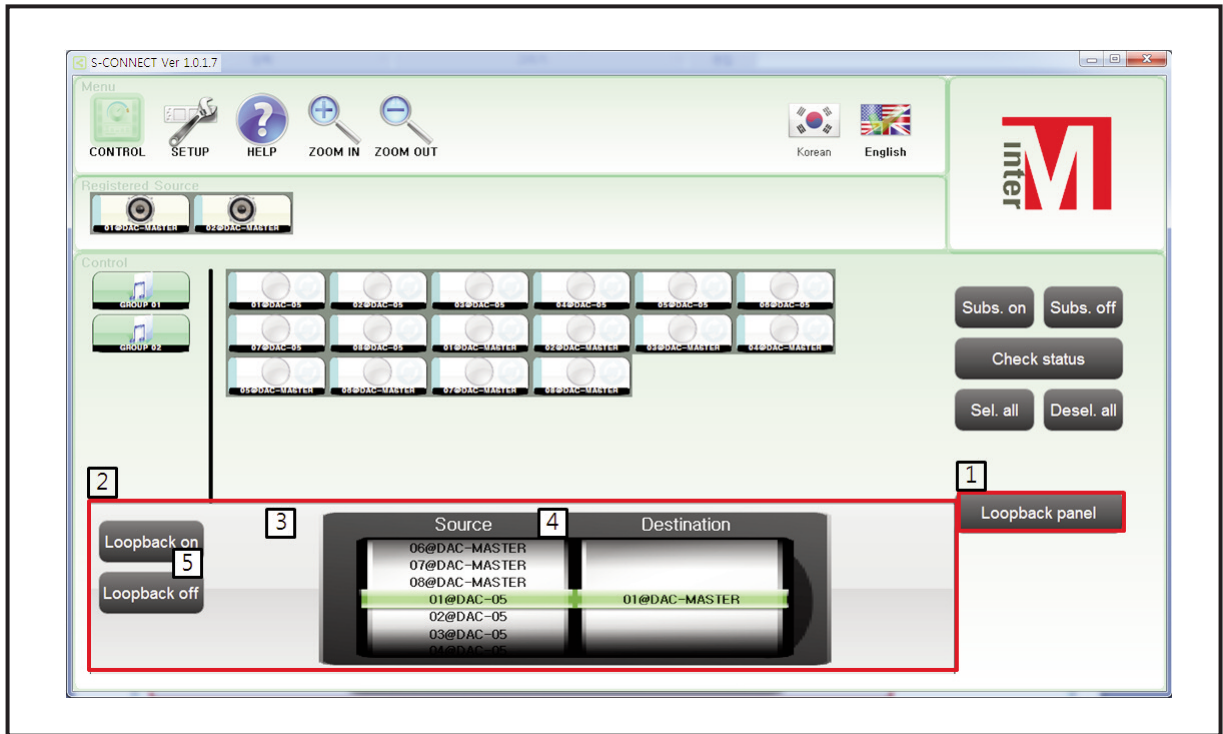 S-CONNECT Ver 1.0.1.7
Menu
CONTROL
SETUP
HELP
ZOOM IN
ZOOM OUT
Korean
English
inter M
Registered Source
01@DAC-MASTER
02@DAC-MASTER
Control
GROUP 01
GROUP 02
01@DAC-05
02@DAC-05
03@DAC-05
04@DAC-05
05@DAC-05
06@DAC-05
07@DAC-05
08@DAC-05
01@DAC-MASTER
02@DAC-MASTER
03@DAC-MASTER
04@DAC-MASTER
05@DAC-MASTER
06@DAC-MASTER
07@DAC-MASTER
08@DAC-MASTER
Subs. on
Subs. off
Check status
Sel. all
Desel. all
1
Loopback panel
2
Loopback on
5
Loopback off
3
Source
4
Destination
06@DAC-MASTER
07@DAC-MASTER
08@DAC-MASTER
01@DAC-05
01@DAC-MASTER
02@DAC-05
03@DAC-05
04@DAC-05